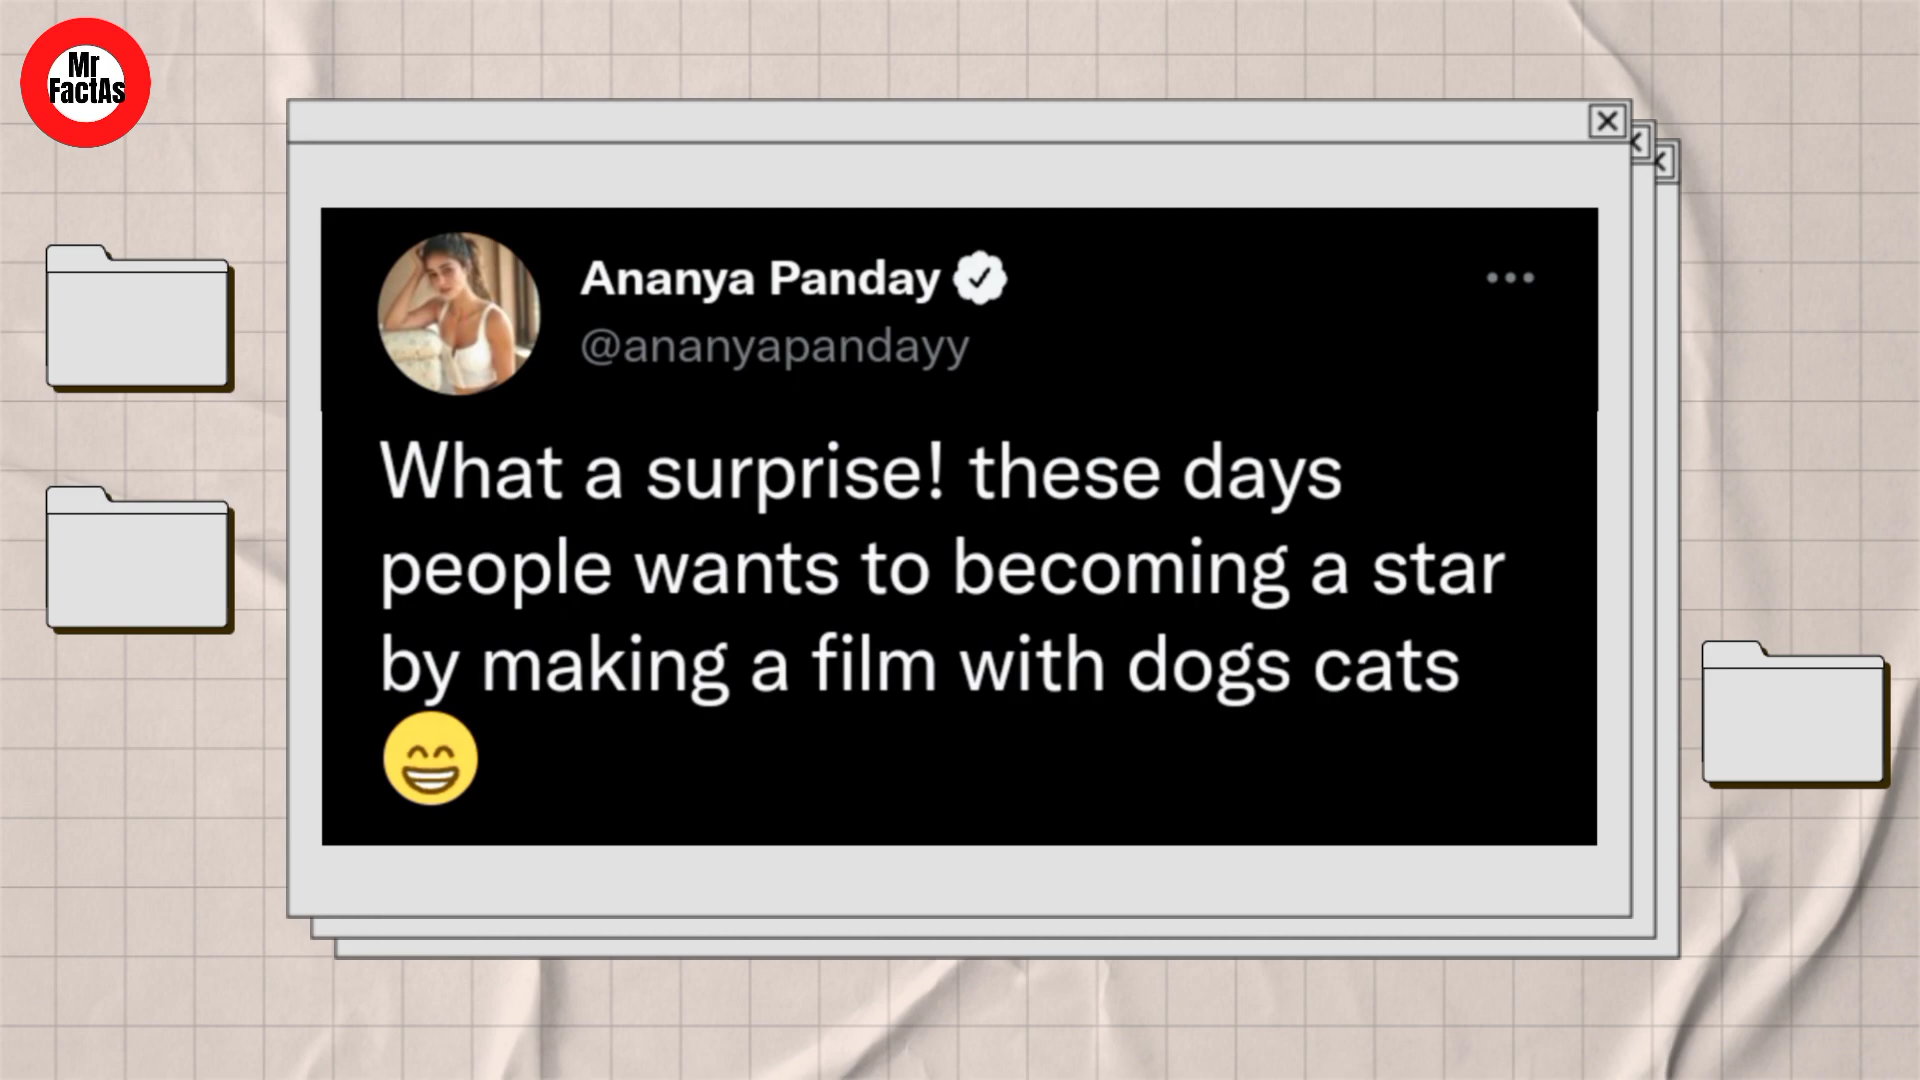 Mr
FactAs
Ananya Panday
@ananyapandayy
What a surprise! these days
people wants to becoming a star
by making a film with dogs cats
😁